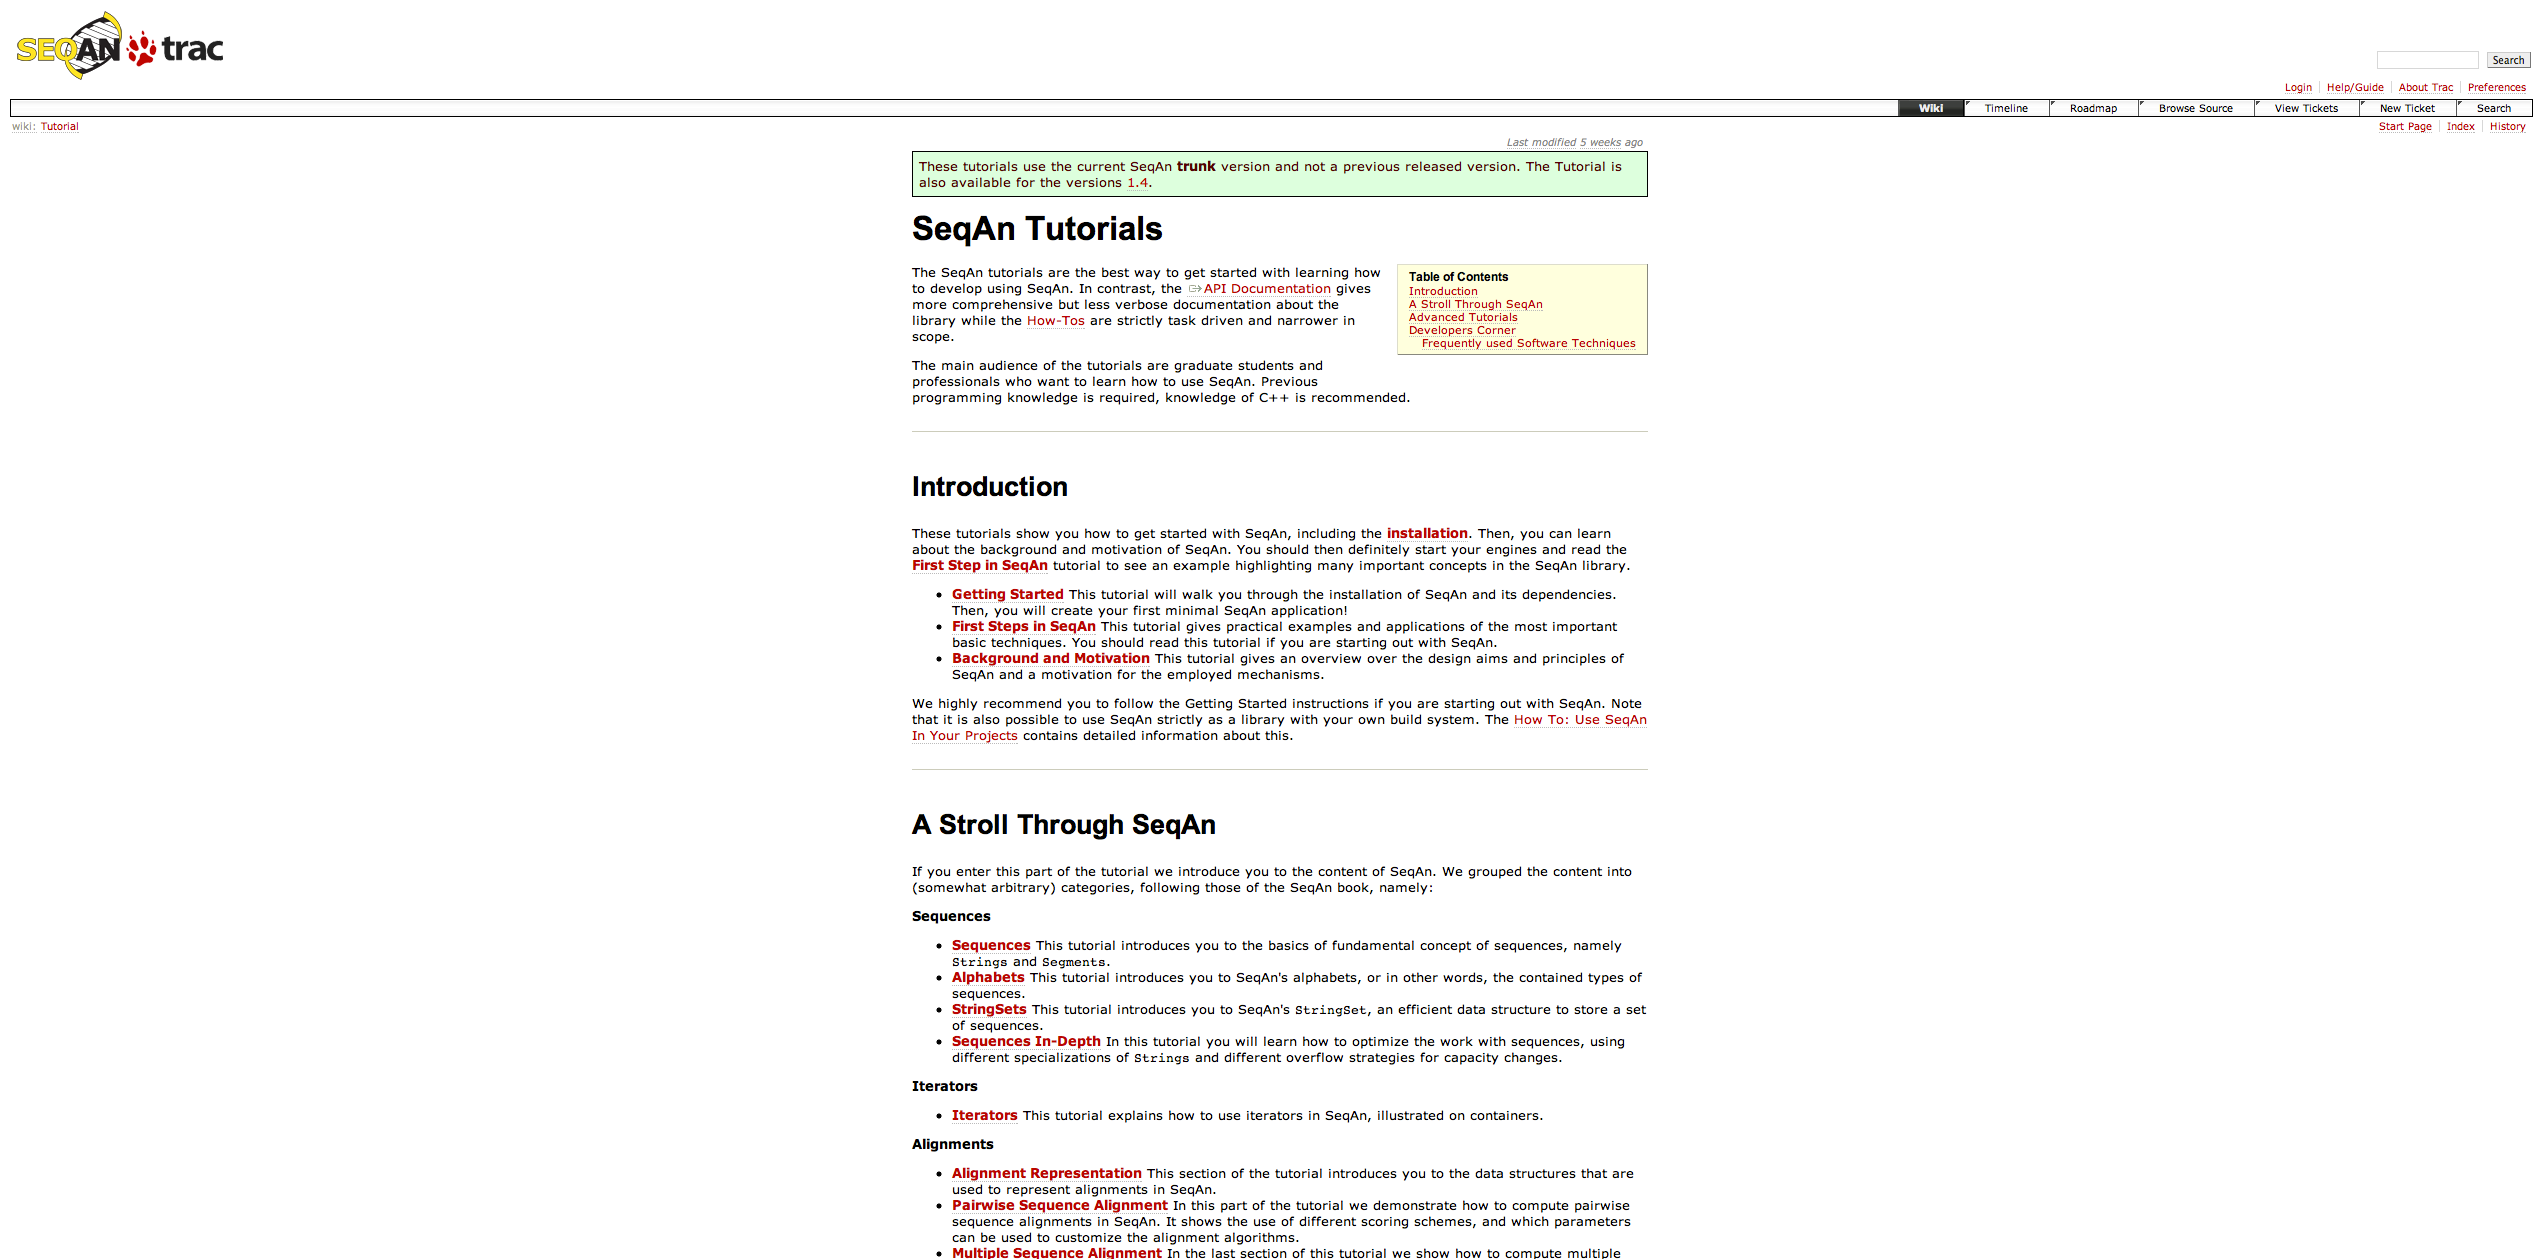 SEQAN trac
Search
Login Help/Guide About Trac Preferences
Wiki Timeline Roadmap Browse Source View Tickets New Ticket Search
wiki: Tutorial
Start Page Index History
Last modified 5 weeks ago
These tutorials use the current SeqAn trunk version and not a previous released version. The Tutorial is
also available for the versions 1.4.
SeqAn Tutorials
The SeqAn tutorials are the best way to get started with learning how
to develop using SeqAn. In contrast, the API Documentation gives
more comprehensive but less verbose documentation about the
library while the How-Tos are strictly task driven and narrower in
scope.
Table of Contents
Introduction
A Stroll Through SeqAn
Advanced Tutorials
Developers Corner
Frequently used Software Techniques
The main audience of the tutorials are graduate students and
professionals who want to learn how to use SeqAn. Previous
programming knowledge is required, knowledge of C++ is recommended.
Introduction
These tutorials show you how to get started with SeqAn, including the installation. Then, you can learn
about the background and motivation of SeqAn. You should then definitely start your engines and read the
First Step in SeqAn tutorial to see an example highlighting many important concepts in the SeqAn library.
• Getting Started This tutorial will walk you through the installation of SeqAn and its dependencies.
Then, you will create your first minimal SeqAn application!
• First Steps in SeqAn This tutorial gives practical examples and applications of the most important
basic techniques. You should read this tutorial if you are starting out with SeqAn.
• Background and Motivation This tutorial gives an overview over the design aims and principles of
SeqAn and a motivation for the employed mechanisms.
We highly recommend you to follow the Getting Started instructions if you are starting out with SeqAn. Note
that it is also possible to use SeqAn strictly as a library with your own build system. The How To: Use SeqAn
In Your Projects contains detailed information about this.
A Stroll Through SeqAn
If you enter this part of the tutorial we introduce you to the content of SeqAn. We grouped the content into
(somewhat arbitrary) categories, following those of the SeqAn book, namely:
Sequences
• Sequences This tutorial introduces you to the basics of fundamental concept of sequences, namely
Strings and Segments.
• Alphabets This tutorial introduces you to SeqAn's alphabets, or in other words, the contained types of
sequences.
• StringSets This tutorial introduces you to SeqAn's StringSet, an efficient data structure to store a set
of sequences.
• Sequences In-Depth In this tutorial you will learn how to optimize the work with sequences, using
different specializations of Strings and different overflow strategies for capacity changes.
Iterators
• Iterators This tutorial explains how to use iterators in SeqAn, illustrated on containers.
Alignments
• Alignment Representation This section of the tutorial introduces you to the data structures that are
used to represent alignments in SeqAn.
• Pairwise Sequence Alignment In this part of the tutorial we demonstrate how to compute pairwise
sequence alignments in SeqAn. It shows the use of different scoring schemes, and which parameters
can be used to customize the alignment algorithms.
• Multiple Sequence Alignment In the last section of this tutorial we show how to compute multiple